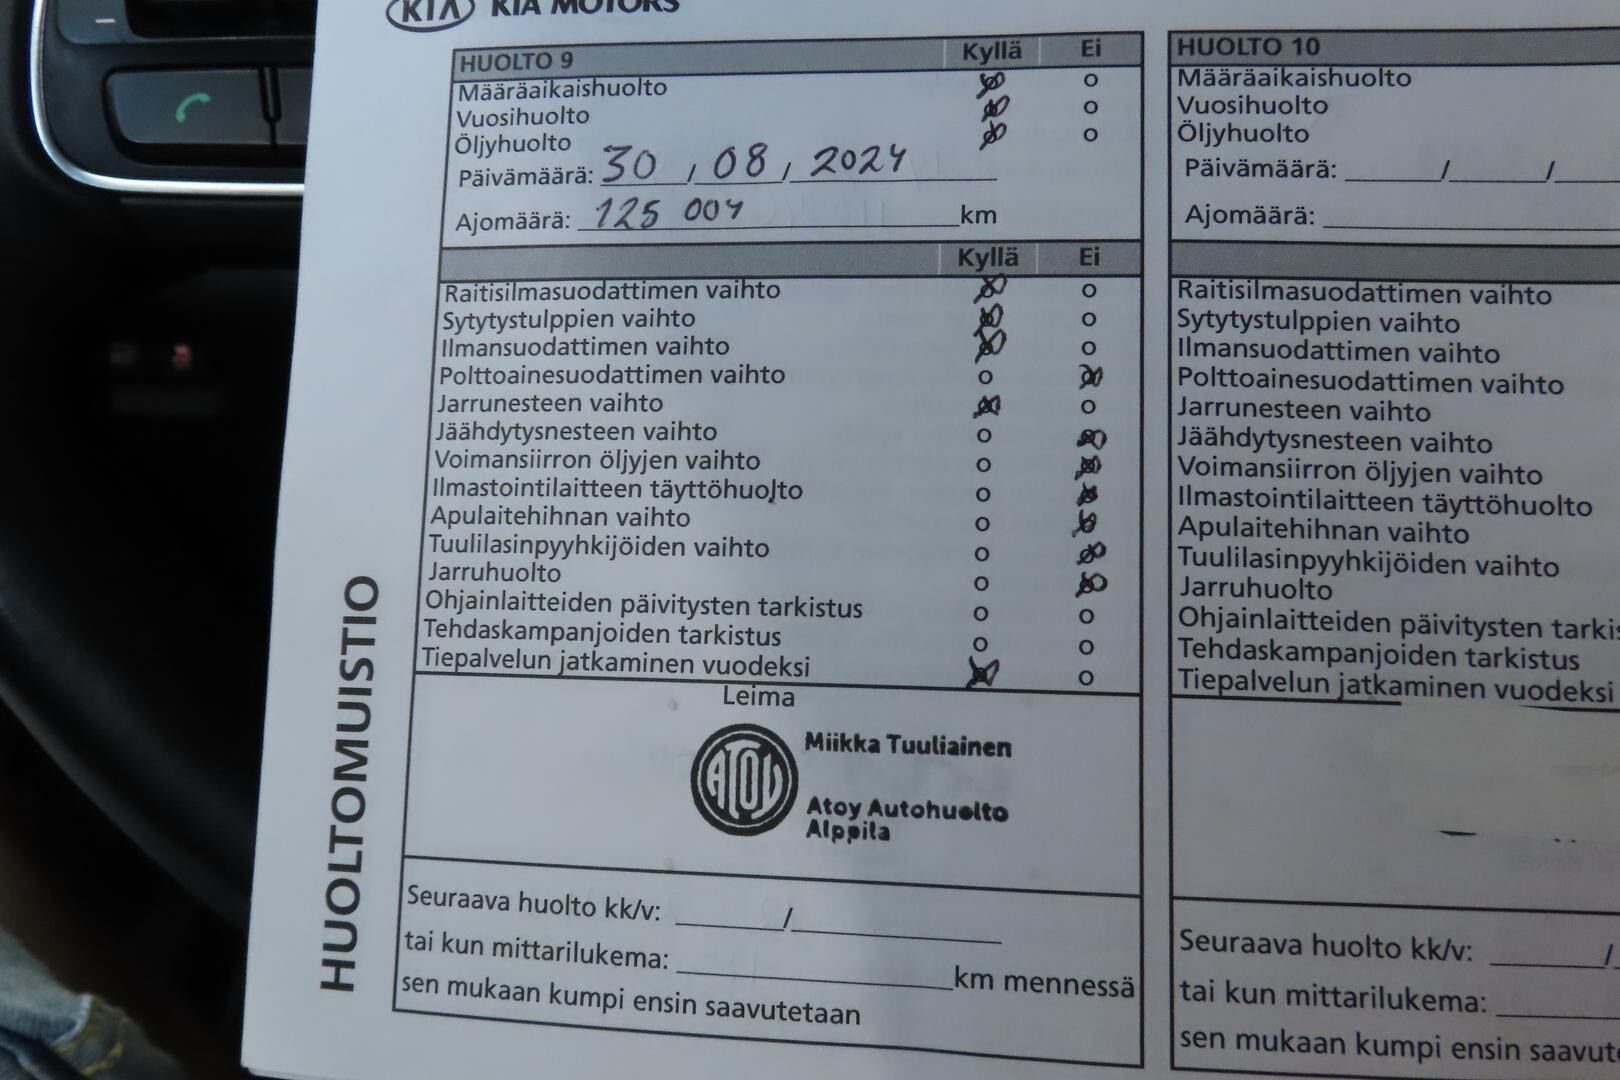 KIA KIA MOTORS
HUOLTOMUISTIO
HUOLTO 9 Kyllä Ei
Määräaikaishuolto
Vuosihuolto
Öljyhuolto
Päivämäärä: 30 / 08 / 2024
Ajomäärä: 125 004 km
Kyllä Ei
Raitisilmasuodattimen vaihto
Sytytystulppien vaihto
Ilmansuodattimen vaihto
Polttoainesuodattimen vaihto
Jarrunesteen vaihto
Jäähdytysnesteen vaihto
Voimansiirron öljyjen vaihto
Ilmastointilaitteen täyttöhuolto
Apulaitehihnan vaihto
Tuulilasinpyyhkijöiden vaihto
Jarruhuolto
Ohjainlaitteiden päivitysten tarkistus
Tehdaskampanjoiden tarkistus
Tiepalvelun jatkaminen vuodeksi
Leima
ATOY
Miikka Tuuliainen
Atoy Autohuolto
Alppila
Seuraava huolto kk/v: /
tai kun mittarilukema: km mennessä
sen mukaan kumpi ensin saavutetaan
HUOLTO 10
Määräaikaishuolto
Vuosihuolto
Öljyhuolto
Päivämäärä: / /
Ajomäärä:
Raitisilmasuodattimen vaihto
Sytytystulppien vaihto
Ilmansuodattimen vaihto
Polttoainesuodattimen vaihto
Jarrunesteen vaihto
Jäähdytysnesteen vaihto
Voimansiirron öljyjen vaihto
Ilmastointilaitteen täyttöhuolto
Apulaitehihnan vaihto
Tuulilasinpyyhkijöiden vaihto
Jarruhuolto
Ohjainlaitteiden päivitysten tarkis
Tehdaskampanjoiden tarkistus
Tiepalvelun jatkaminen vuodeksi
Seuraava huolto kk/v: /
tai kun mittarilukema:
sen mukaan kumpi ensin saavut